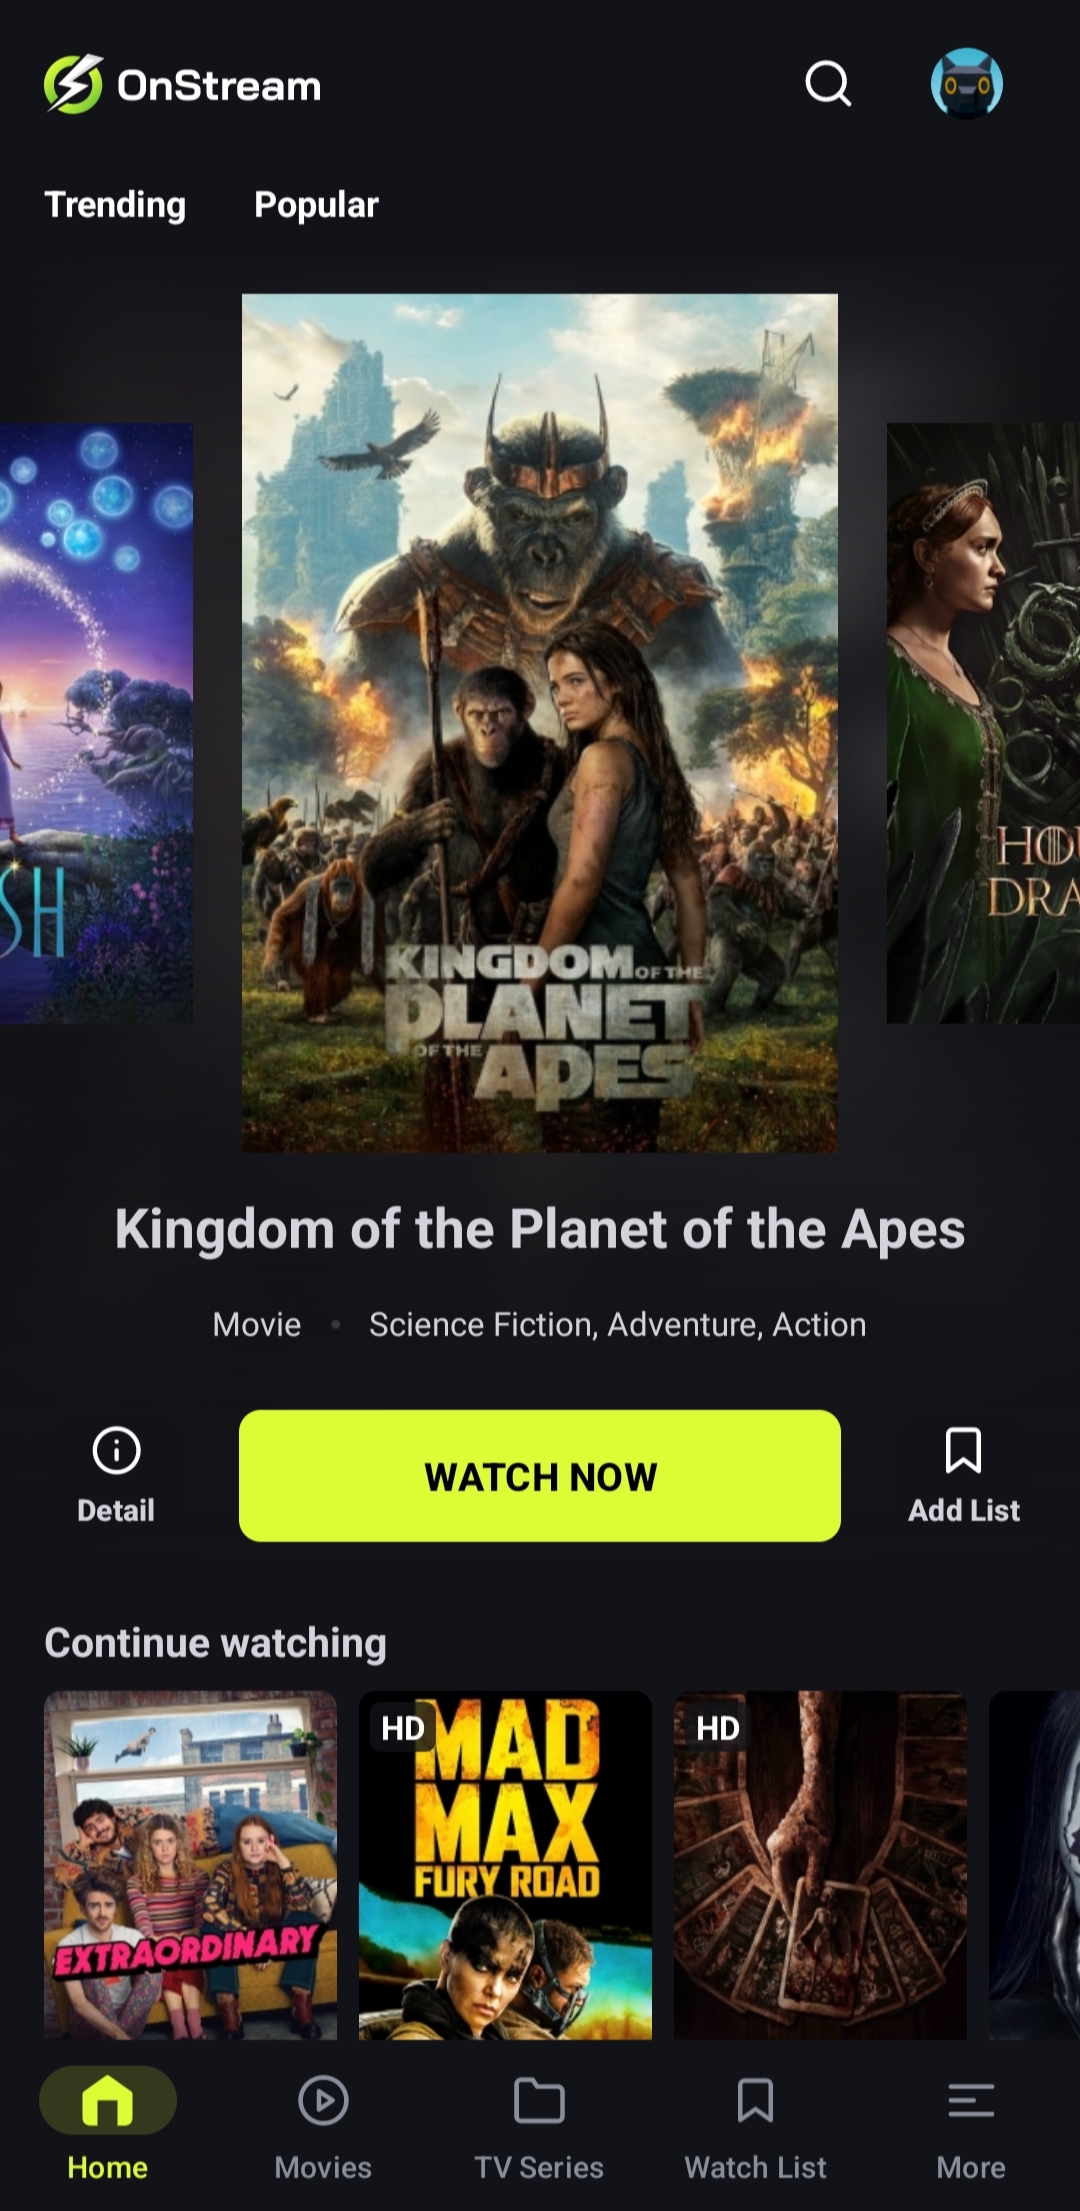 OnStream
Trending
Popular
SH
KINGDOM OF THE
PLANET
OF THE APES
HOU
DRA
Kingdom of the Planet of the Apes
Movie • Science Fiction, Adventure, Action
Detail
WATCH NOW
Add List
Continue watching
EXTRAORDINARY
HD
MAD
MAX
FURY ROAD
HD
Home
Movies
TV Series
Watch List
More